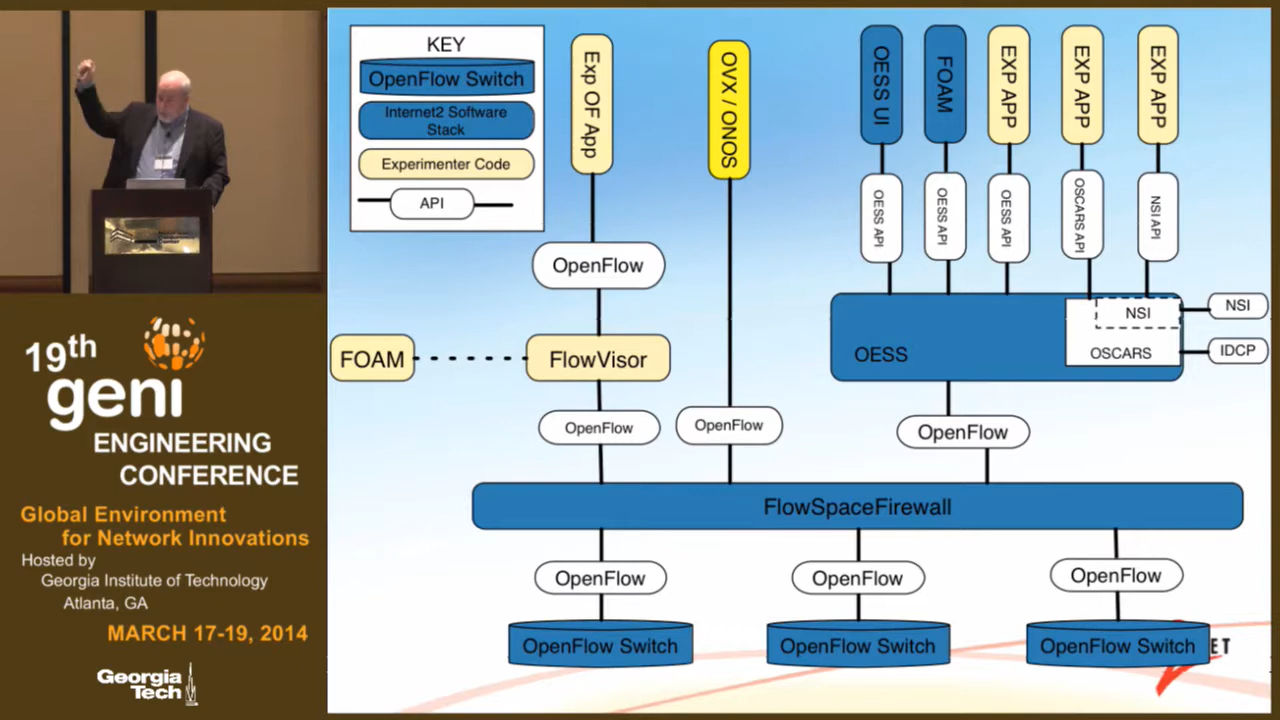 KEY
OpenFlow Switch
Internet2 Software
Stack
Experimenter Code
API
Exp OF App
OVX / ONOS
OESS UI
FOAM
EXP APP
EXP APP
EXP APP
OESS API
OESS API
OESS API
OSCARS API
NSI API
OpenFlow
NSI
NSI
OESS
OSCARS
IDCP
FOAM
FlowVisor
OpenFlow
OpenFlow
OpenFlow
FlowSpaceFirewall
OpenFlow
OpenFlow
OpenFlow
OpenFlow Switch
OpenFlow Switch
OpenFlow Switch
19th
geni
ENGINEERING
CONFERENCE
Global Environment
for Network Innovations
Hosted by
Georgia Institute of Technology
Atlanta, GA
MARCH 17-19, 2014
Georgia
Tech